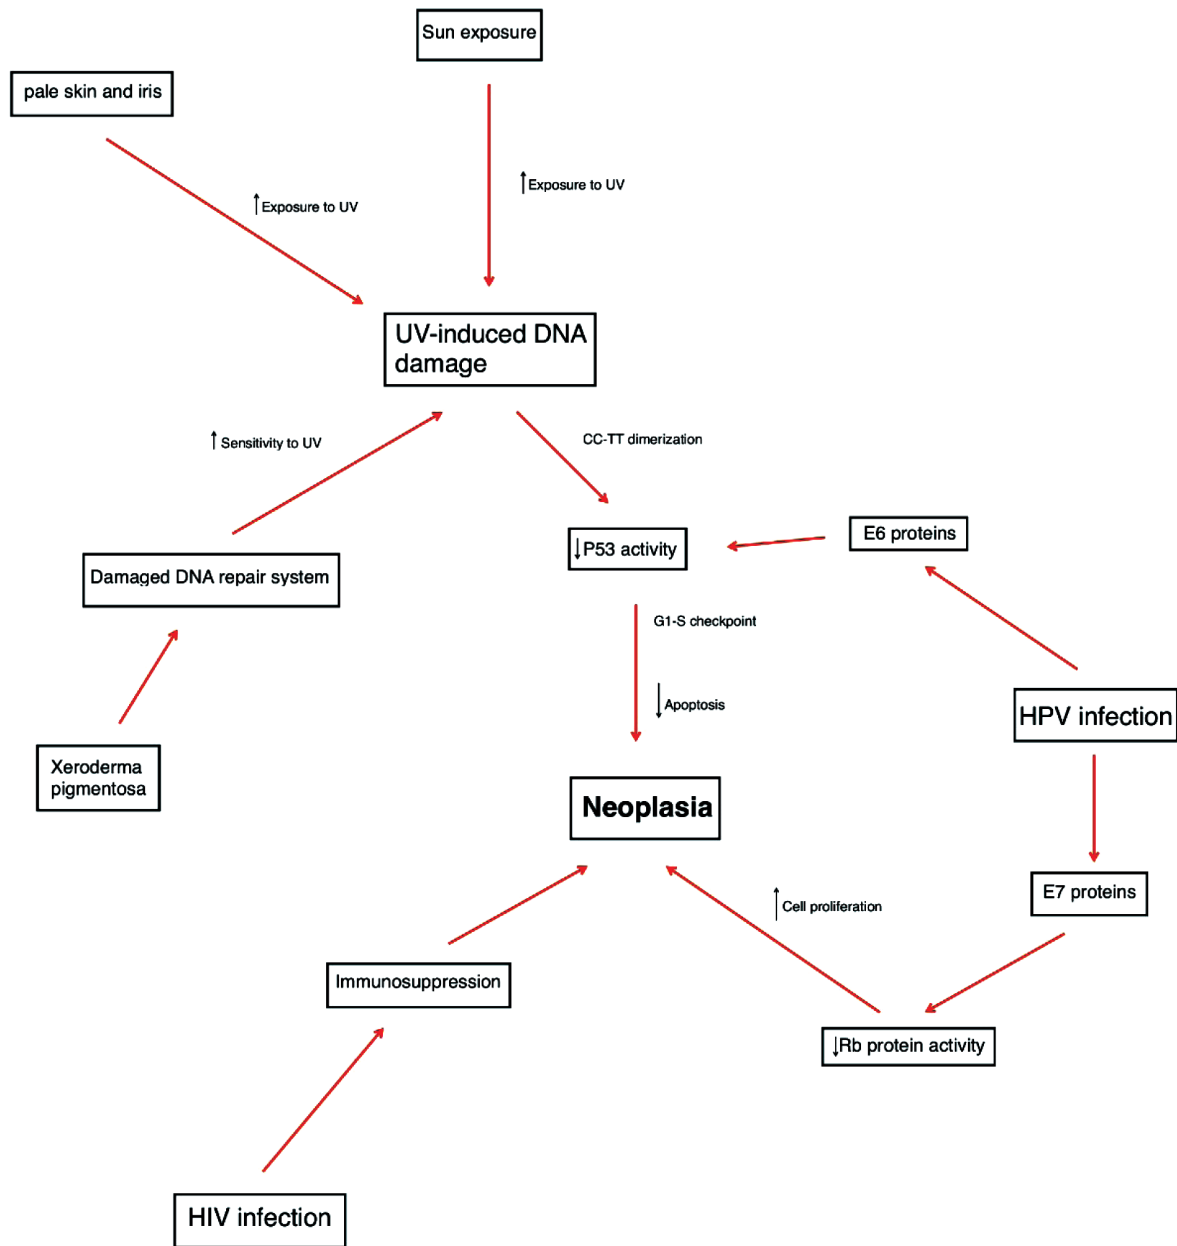 Sun exposure
pale skin and iris
↑ Exposure to UV
↑ Exposure to UV
UV-induced DNA
damage
↑ Sensitivity to UV
CC-TT dimerization
E6 proteins
↓P53 activity
Damaged DNA repair system
G1-S checkpoint
↓ Apoptosis
HPV infection
Xeroderma
pigmentosa
Neoplasia
E7 proteins
↑ Cell proliferation
Immunosuppression
↓Rb protein activity
HIV infection